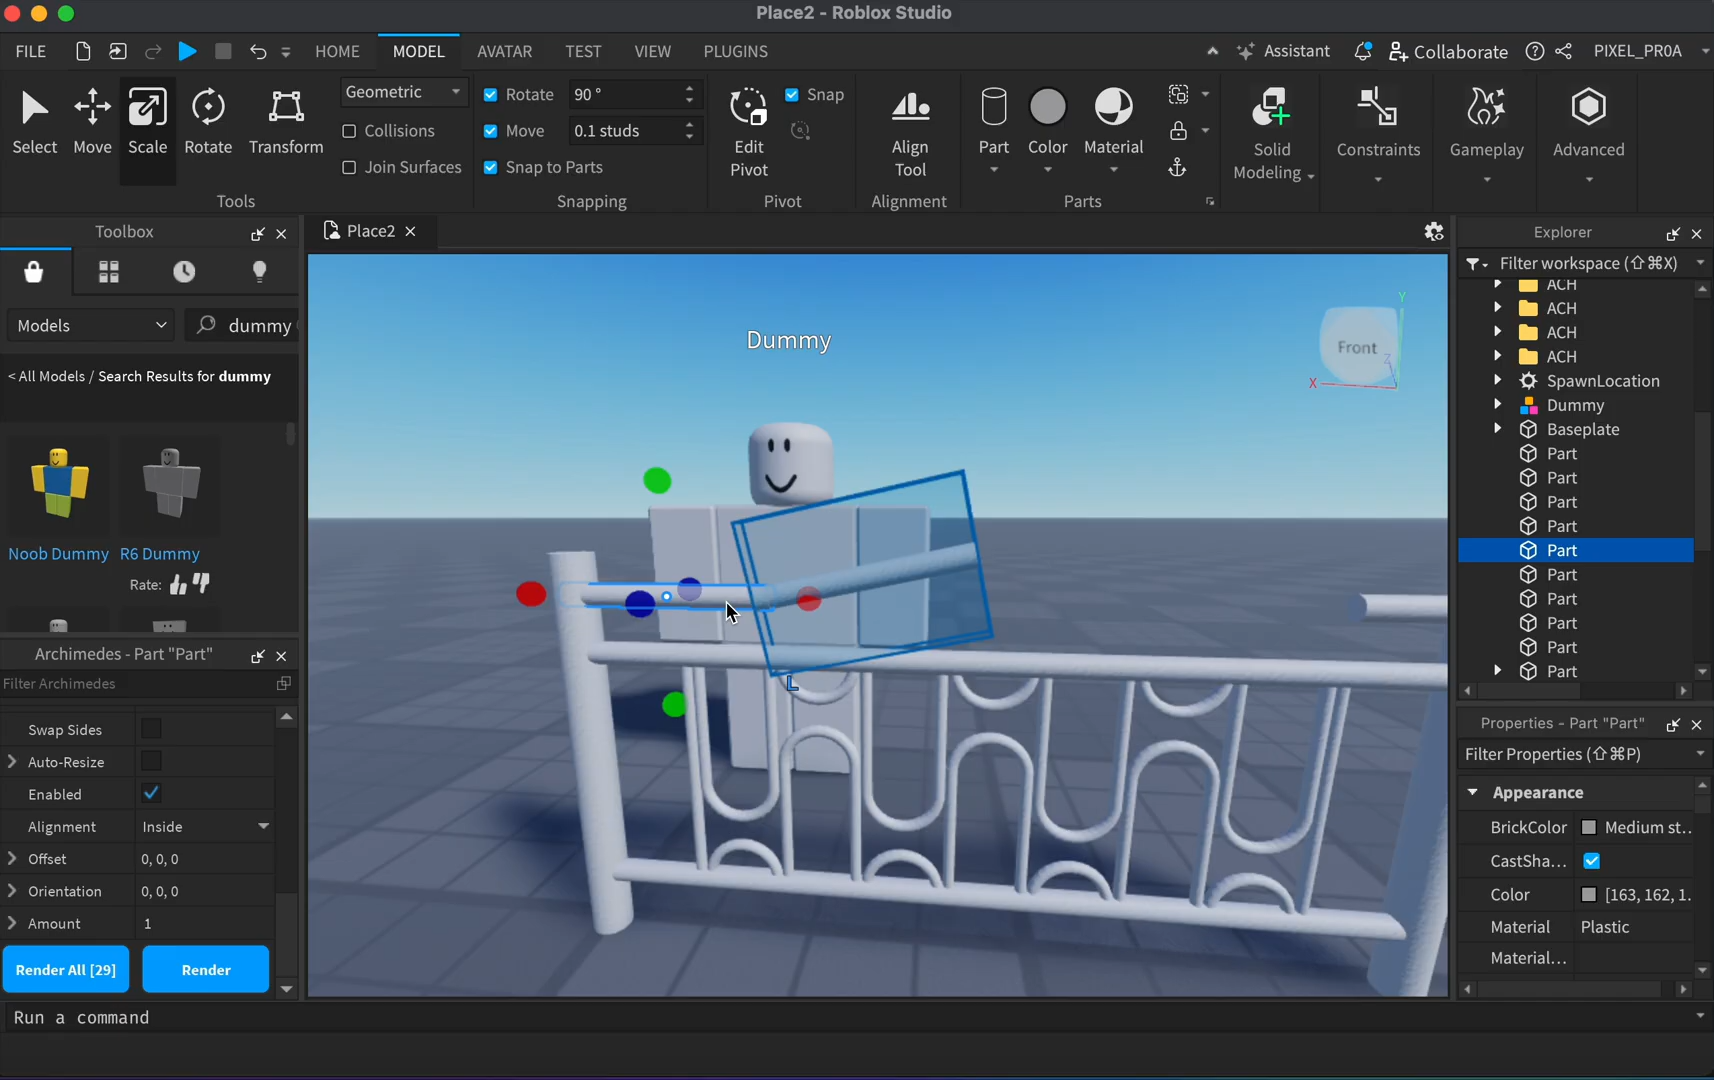 Place2 - Roblox Studio
FILE HOME MODEL AVATAR TEST VIEW PLUGINS Assistant Collaborate PIXEL_PR0A
Select Move Scale Rotate Transform
Geometric
Collisions
Join Surfaces
Tools
Rotate 90 °
Move 0.1 studs
Snap to Parts
Snapping
Edit Pivot
Snap
Pivot
Align Tool
Alignment
Part Color Material
Parts
Solid Modeling
Constraints
Gameplay
Advanced
Toolbox
Models dummy
< All Models / Search Results for dummy
Noob Dummy R6 Dummy
Rate:
Archimedes - Part "Part"
Filter Archimedes
Swap Sides
Auto-Resize
Enabled
Alignment Inside
Offset 0, 0, 0
Orientation 0, 0, 0
Amount 1
Render All [29] Render
Run a command
Place2
Dummy
Front
X
Y
Z
L
Explorer
Filter workspace (⇧⌘X)
ACH
ACH
ACH
ACH
SpawnLocation
Dummy
Baseplate
Part
Part
Part
Part
Part
Part
Part
Part
Part
Part
Properties - Part "Part"
Filter Properties (⇧⌘P)
Appearance
BrickColor Medium st...
CastSha... 
Color [163, 162, 1...
Material Plastic
Material...